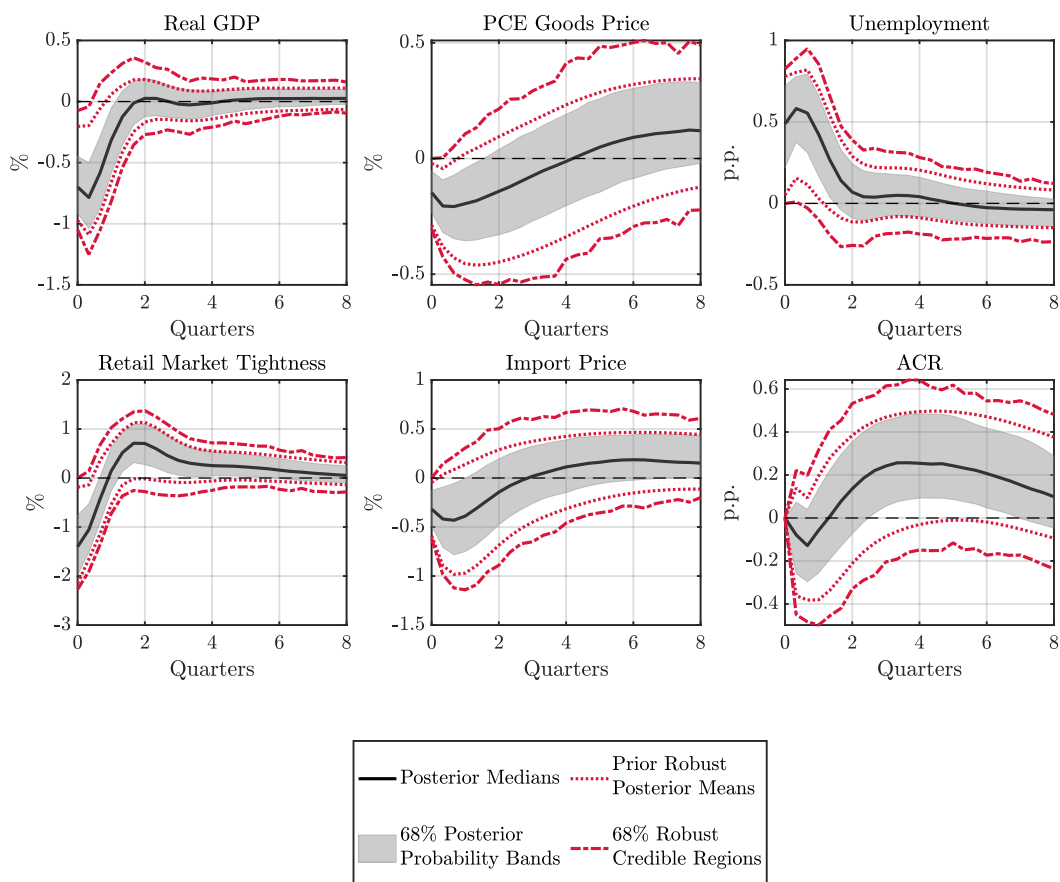 Real GDP
PCE Goods Price
Unemployment
0.5
0
-0.5
-1
-1.5
%
0 2 4 6 8
Quarters
0.5
0
-0.5
%
0 2 4 6 8
Quarters
1
0.5
0
-0.5
p.p.
0 2 4 6 8
Quarters
Retail Market Tightness
Import Price
ACR
2
1
0
-1
-2
-3
%
0 2 4 6 8
Quarters
1
0.5
0
-0.5
-1
-1.5
%
0 2 4 6 8
Quarters
0.6
0.4
0.2
0
-0.2
-0.4
p.p.
0 2 4 6 8
Quarters
Posterior Medians
Prior Robust
Posterior Means
68% Posterior
Probability Bands
68% Robust
Credible Regions